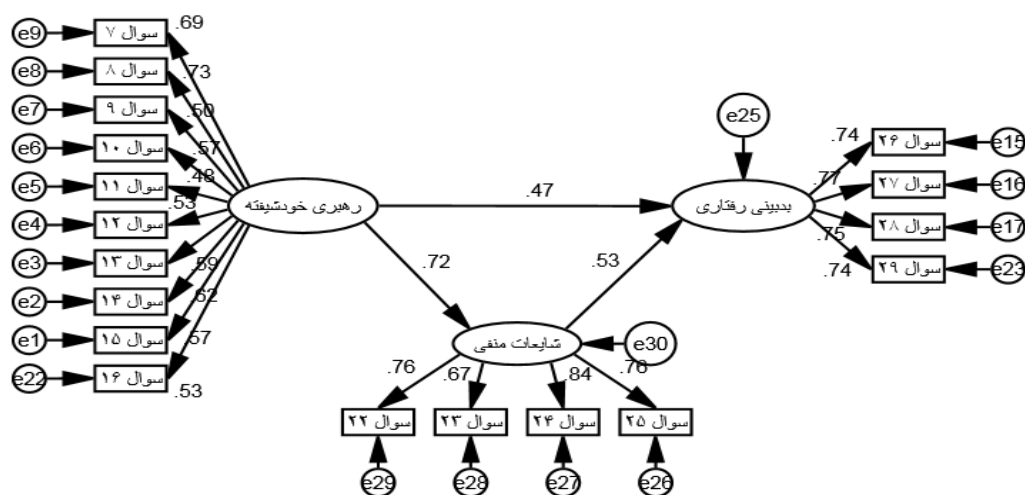 e9
سوال ۷
.69
e8
سوال ۸
.73
e7
سوال ۹
.50
e6
سوال ۱۰
.57
e5
سوال ۱۱
.48
e4
سوال ۱۲
.53
e3
سوال ۱۳
.59
e2
سوال ۱۴
.62
e1
سوال ۱۵
.57
e22
سوال ۱۶
.53
رهبری خودشیفته
.47
.72
.53
e25
بدبینی رفتاری
.74
سوال ۲۶
e15
.77
سوال ۲۷
e16
سوال ۲۸
e17
.75
سوال ۲۹
e23
.74
شایعات منفی
e30
.76
.67
.84
.76
سوال ۲۲
سوال ۲۳
سوال ۲۴
سوال ۲۵
e29
e28
e27
e26